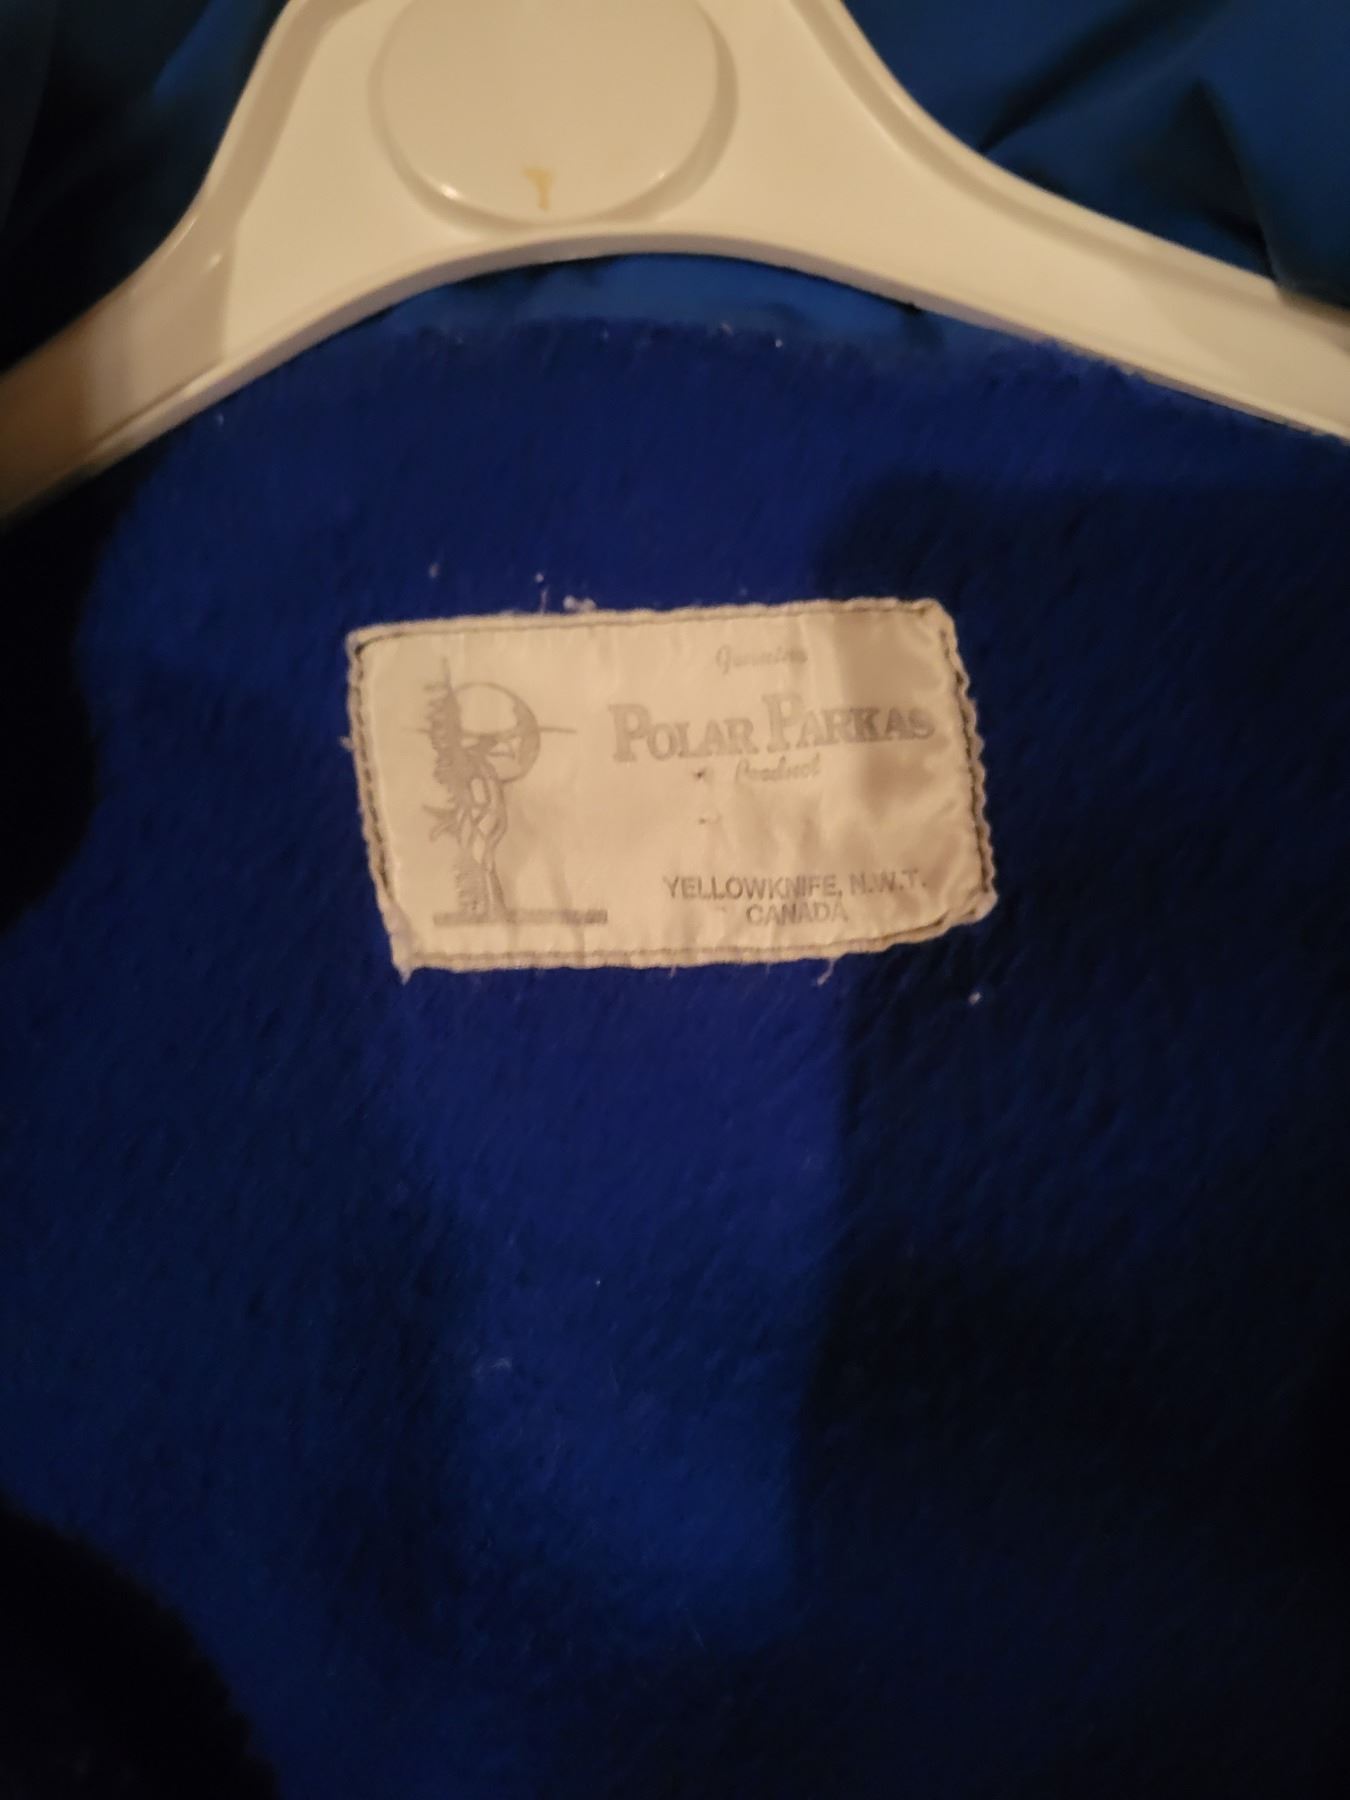 Genuine
POLAR PARKAS
Product
YELLOWKNIFE, N.W.T.
CANADA